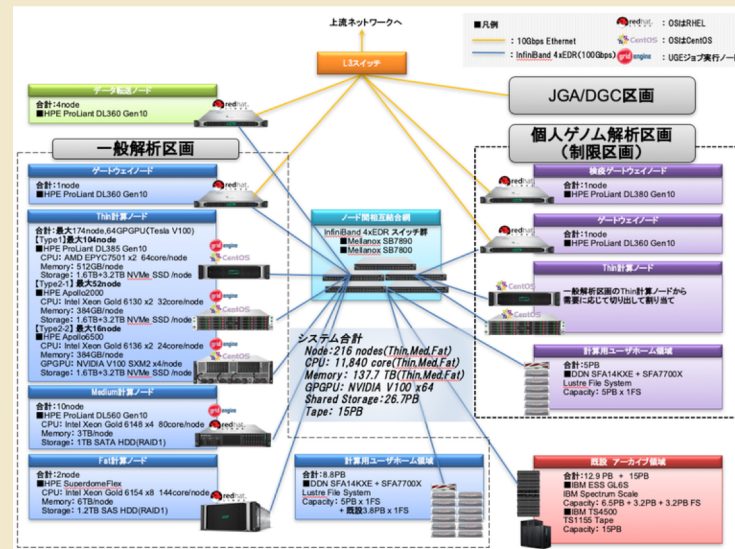 上流ネットワークへ
L3スイッチ
■凡例
: 10Gbps Ethernet
: InfiniBand 4xEDR(100Gbps)
redhat. : OSはRHEL
CentOS : OSはCentOS
grid engine : UGEジョブ実行ノード
データ転送ノード
合計:4node
■HPE ProLiant DL360 Gen10
redhat.
JGA/DGC区画
一般解析区画
個人ゲノム解析区画
(制限区画)
ゲートウェイノード
合計:1node
■HPE ProLiant DL360 Gen10
redhat.
Thin計算ノード
合計:最大174node,64GPGPU(Tesla V100)
【Type1】最大104node
■HPE ProLiant DL385 Gen10
CPU: AMD EPYC7501 x2 64core/node
Memory: 512GB/node
Storage: 1.6TB+3.2TB NVMe SSD /node
【Type2-1】最大52node
■HPE Apollo2000
CPU: Intel Xeon Gold 6130 x2 32core/node
Memory: 384GB/node
Storage: 1.6TB+3.2TB NVMe SSD /node
【Type2-2】最大16node
■HPE Apollo6500
CPU: Intel Xeon Gold 6136 x2 24core/node
Memory: 384GB/node
GPGPU: NVIDIA V100 SXM2 x4/node
Storage: 1.6TB+3.2TB NVMe SSD/node
grid engine
CentOS
grid engine
CentOS
grid engine
CentOS
Medium計算ノード
合計:10node
■HPE ProLiant DL560 Gen10
CPU: Intel Xeon Gold 6148 x4 80core/node
Memory: 3TB/node
Storage: 1TB SATA HDD(RAID1)
grid engine
CentOS
Fat計算ノード
合計:2node
■HPE SuperdomeFlex
CPU: Intel Xeon Gold 6154 x8 144core/node
Memory: 6TB/node
Storage: 1.2TB SAS HDD(RAID1)
grid engine
redhat.
ノード間相互結合網
InfiniBand 4xEDR スイッチ群
■Mellanox SB7890
■Mellanox SB7800
システム合計
Node:216 nodes(Thin,Med,Fat)
CPU: 11,840 core(Thin,Med,Fat)
Memory: 137.7 TB(Thin,Med,Fat)
GPGPU: NVIDIA V100 x64
Shared Storage:26.7PB
Tape: 15PB
計算用ユーザホーム領域
合計:8.8PB
■DDN SFA14KXE + SFA7700X
Lustre File System
Capacity: 5PB x 1FS
+ 既設3.8PB x 1FS
検疫ゲートウェイノード
合計:1node
■HPE ProLiant DL380 Gen10
redhat.
ゲートウェイノード
合計:1node
■HPE ProLiant DL360 Gen10
redhat.
Thin計算ノード
一般解析区画のThin計算ノードから
需要に応じて切り出して割り当て
CentOS
CentOS
計算用ユーザホーム領域
合計:5PB
■DDN SFA14KXE + SFA7700X
Lustre File System
Capacity: 5PB x 1FS
既設 アーカイブ領域
合計:12.9 PB + 15PB
■IBM ESS GL6S
IBM Spectrum Scale
Capacity: 6.5PB + 3.2PB + 3.2PB FS
■IBM TS4500
TS1155 Tape
Capacity: 15PB